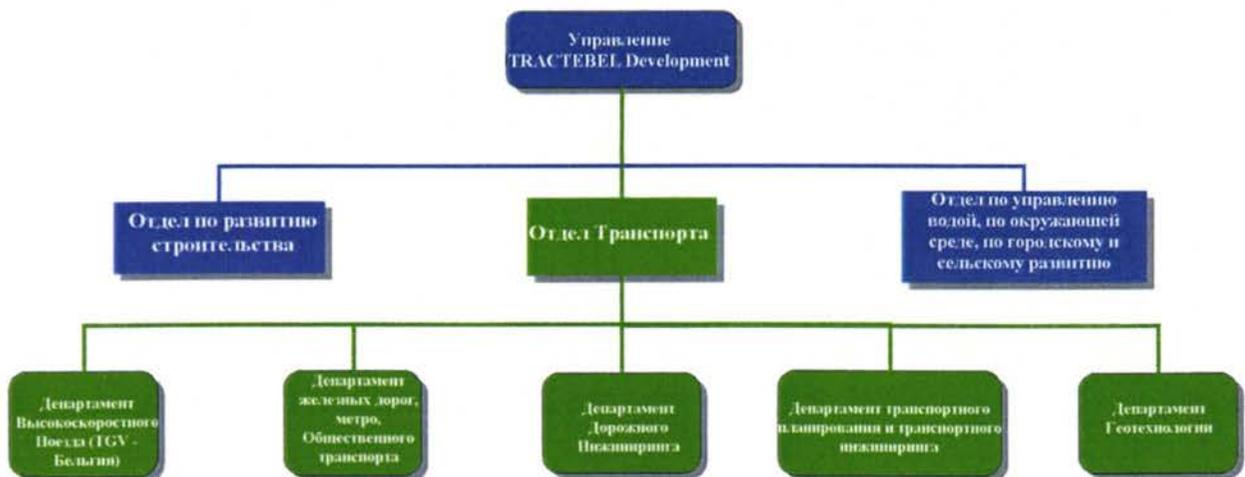 Управление
TRACTEBEL Development
Отдел по развитию
строительства
Отдел Транспорта
Отдел по управлению
водой, по окружающей
среде, по городскому и
сельскому развитию
Департамент
Высокоскоростного
Поезда (TGV -
Бельгия)
Департамент
железных дорог,
метро,
Общественного
транспорта
Департамент
Дорожного
Инжиниринга
Департамент транспортного
планирования и транспортного
инжиниринга
Департамент
Геотехнологии